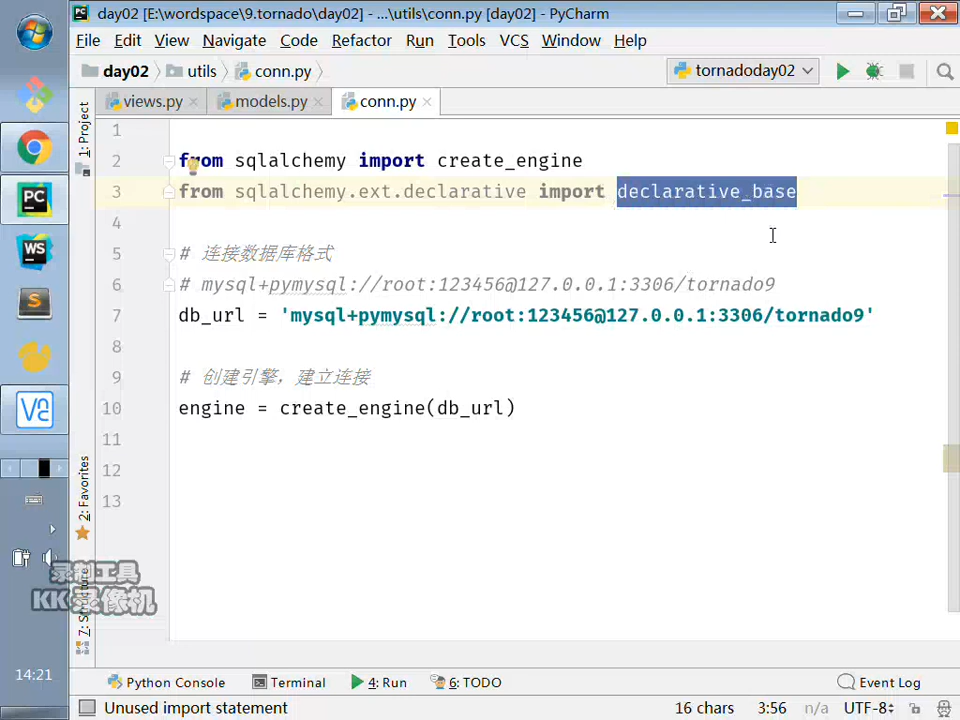 day02 [E:\wordspace\9.tornado\day02] - ...\utils\conn.py [day02] - PyCharm
File Edit View Navigate Code Refactor Run Tools VCS Window Help
day02 utils conn.py tornadoday02
views.py models.py conn.py
1: Project
1
2 from sqlalchemy import create_engine
3 from sqlalchemy.ext.declarative import declarative_base
4
5 # 连接数据库格式
6 # mysql+pymysql://root:123456@127.0.0.1:3306/tornado9
7 db_url = 'mysql+pymysql://root:123456@127.0.0.1:3306/tornado9'
8
9 # 创建引擎，建立连接
10 engine = create_engine(db_url)
11
12
13
2: Favorites
7: Structure
录制工具
KK录像机
14:21
Python Console Terminal 4: Run 6: TODO Event Log
Unused import statement 16 chars 3:56 n/a UTF-8